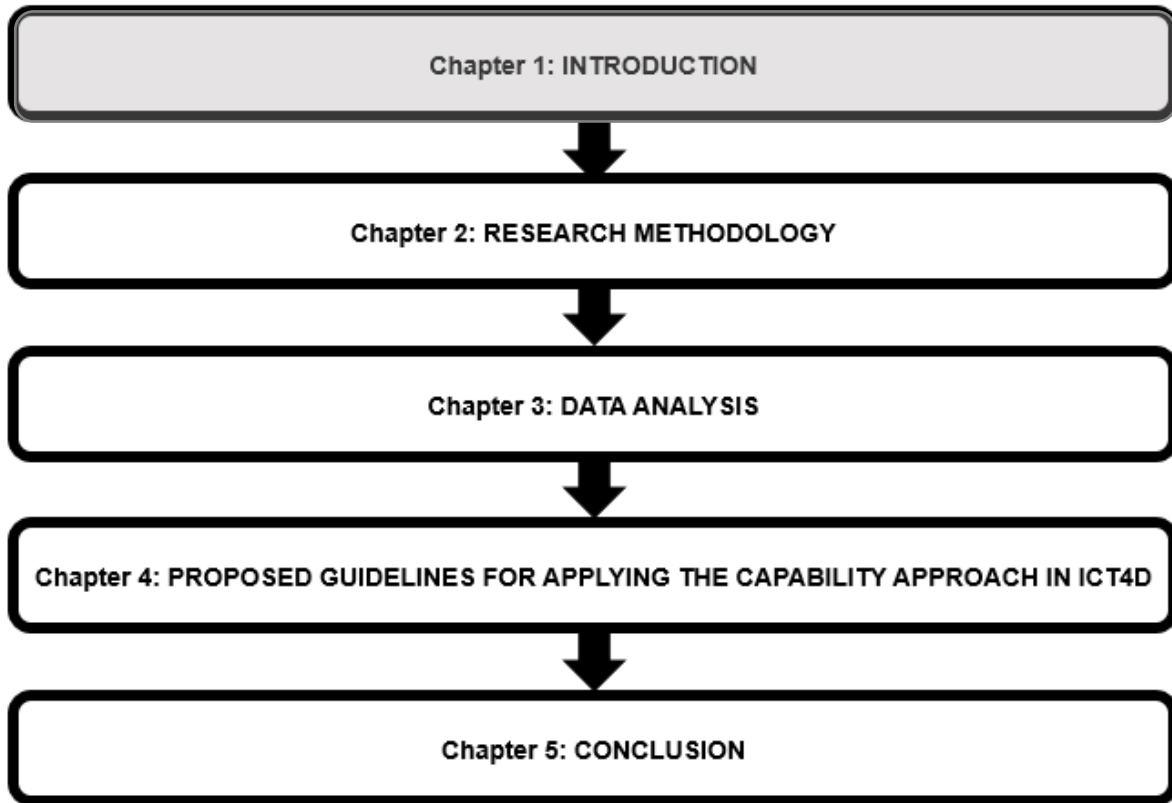 Chapter 1: INTRODUCTION
Chapter 2: RESEARCH METHODOLOGY
Chapter 3: DATA ANALYSIS
Chapter 4: PROPOSED GUIDELINES FOR APPLYING THE CAPABILITY APPROACH IN ICT4D
Chapter 5: CONCLUSION